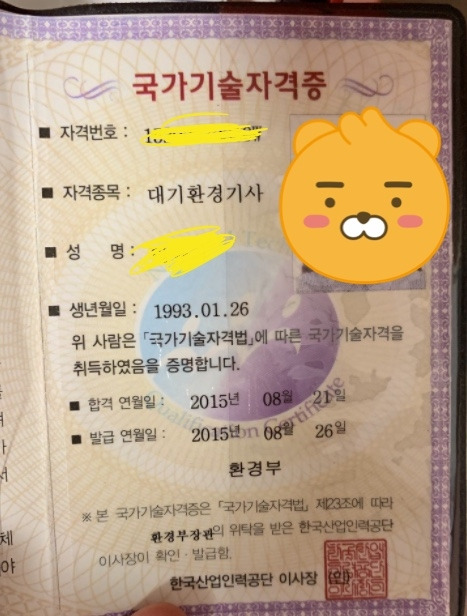 국가기술자격증
■ 자격번호 :
■ 자격종목 : 대기환경기사
■ 성 명 :
■ 생년월일 : 1993.01.26
위 사람은 「국가기술자격법」에 따른 국가기술자격을
취득하였음을 증명합니다.
■ 합격 연월일 : 2015년 08월 21일
■ 발급 연월일 : 2015년 08월 26일
환경부
※ 본 국가기술자격증은 「국가기술자격법」 제23조에 따라
환경부장관의 위탁을 받은 한국산업인력공단
이사장이 확인·발급함.
한국산업인력공단 이사장 (인)